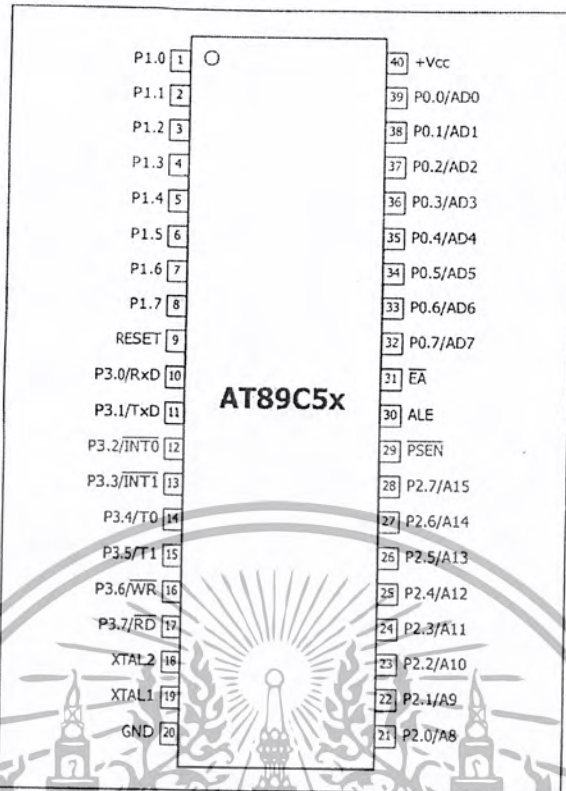 P1.0 1 40 +Vcc
P1.1 2 39 P0.0/AD0
P1.2 3 38 P0.1/AD1
P1.3 4 37 P0.2/AD2
P1.4 5 36 P0.3/AD3
P1.5 6 35 P0.4/AD4
P1.6 7 34 P0.5/AD5
P1.7 8 33 P0.6/AD6
RESET 9 32 P0.7/AD7
P3.0/RxD 10 31 E̅A̅
P3.1/TxD 11 AT89C5x 30 ALE
P3.2/I̅N̅T̅0̅ 12 29 P̅S̅E̅N̅
P3.3/I̅N̅T̅1̅ 13 28 P2.7/A15
P3.4/T0 14 27 P2.6/A14
P3.5/T1 15 26 P2.5/A13
P3.6/W̅R̅ 16 25 P2.4/A12
P3.7/R̅D̅ 17 24 P2.3/A11
XTAL2 18 23 P2.2/A10
XTAL1 19 22 P2.1/A9
GND 20 21 P2.0/A8